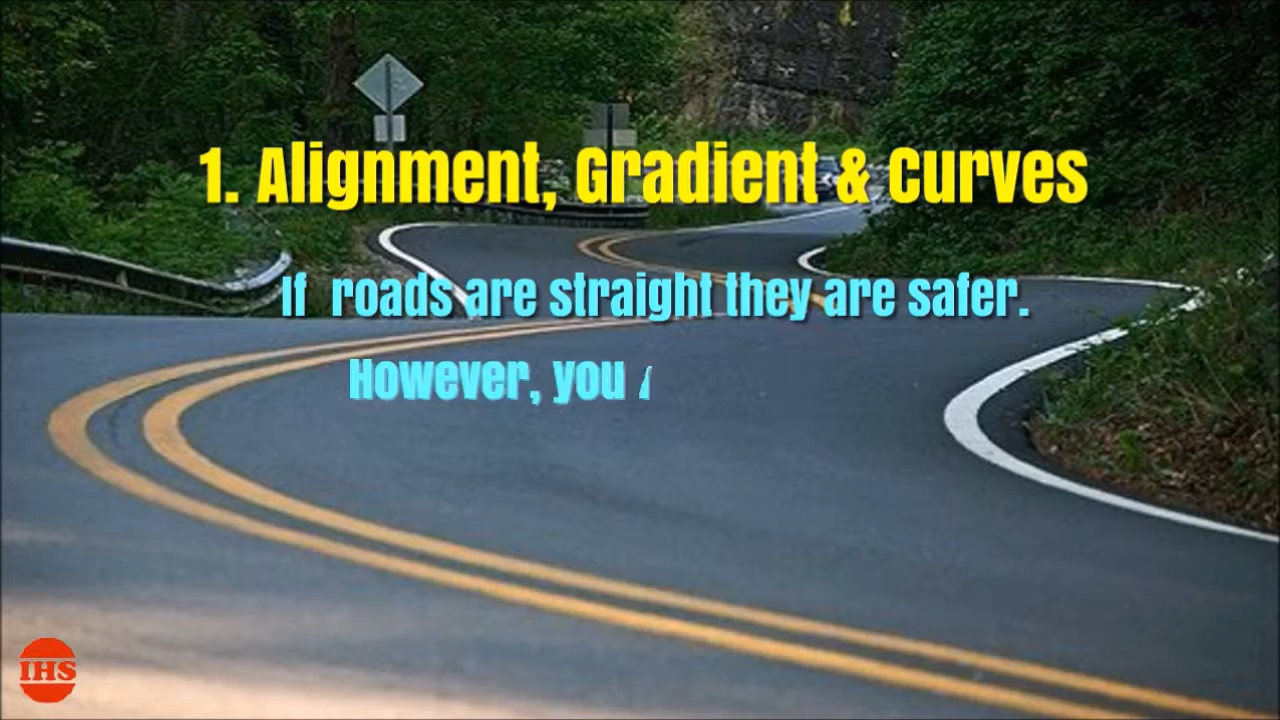 1. Alignment, Gradient & Curves
If roads are straight they are safer.
However, you
IHS